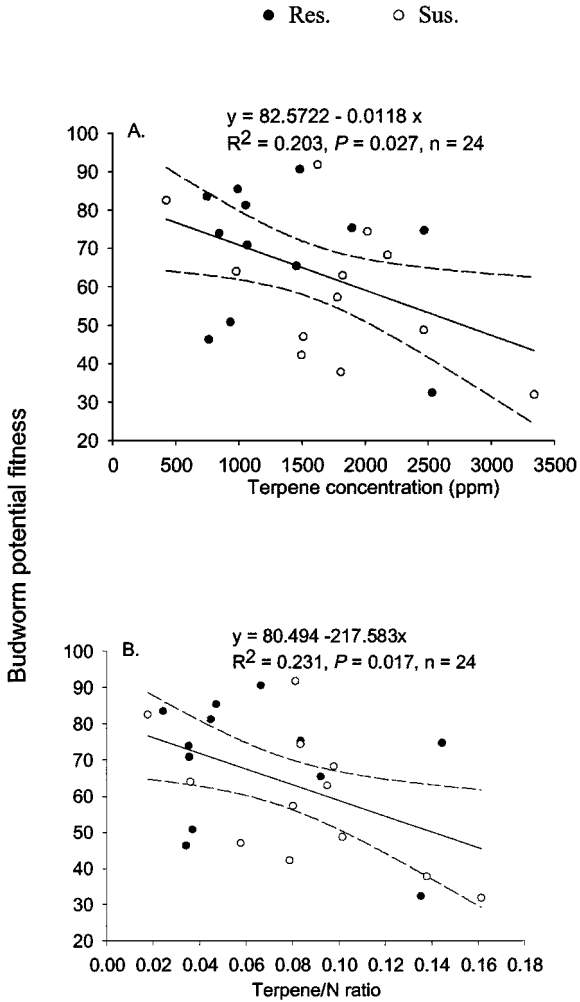 Res. Sus.
y = 82.5722 - 0.0118 x
A.
R2 = 0.203, P = 0.027, n = 24
100
90
80
70
60
50
40
30
20
0 500 1000 1500 2000 2500 3000 3500
Terpene concentration (ppm)
Budworm potential fitness
y = 80.494 -217.583x
B.
R2 = 0.231, P = 0.017, n = 24
100
90
80
70
60
50
40
30
20
0.00 0.02 0.04 0.06 0.08 0.10 0.12 0.14 0.16 0.18
Terpene/N ratio